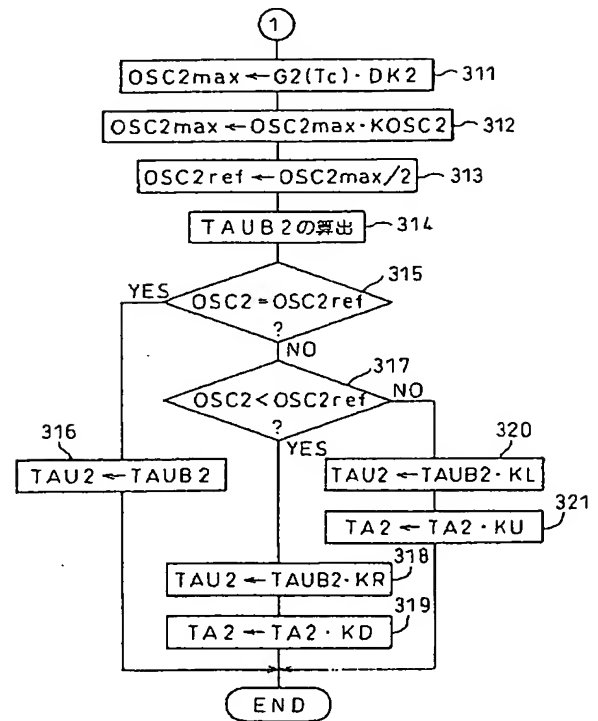 1
OSC2max ← G2(Tc)・DK2
311
OSC2max ← OSC2max・KOSC2
312
OSC2ref ← OSC2max/2
313
TAUB2の算出
314
315
YES
OSC2=OSC2ref
?
NO
317
OSC2<OSC2ref
NO
?
YES
316
TAU2 ← TAUB2
320
TAU2 ← TAUB2・KL
321
TA2 ← TA2・KU
318
TAU2 ← TAUB2・KR
319
TA2 ← TA2・KD
END